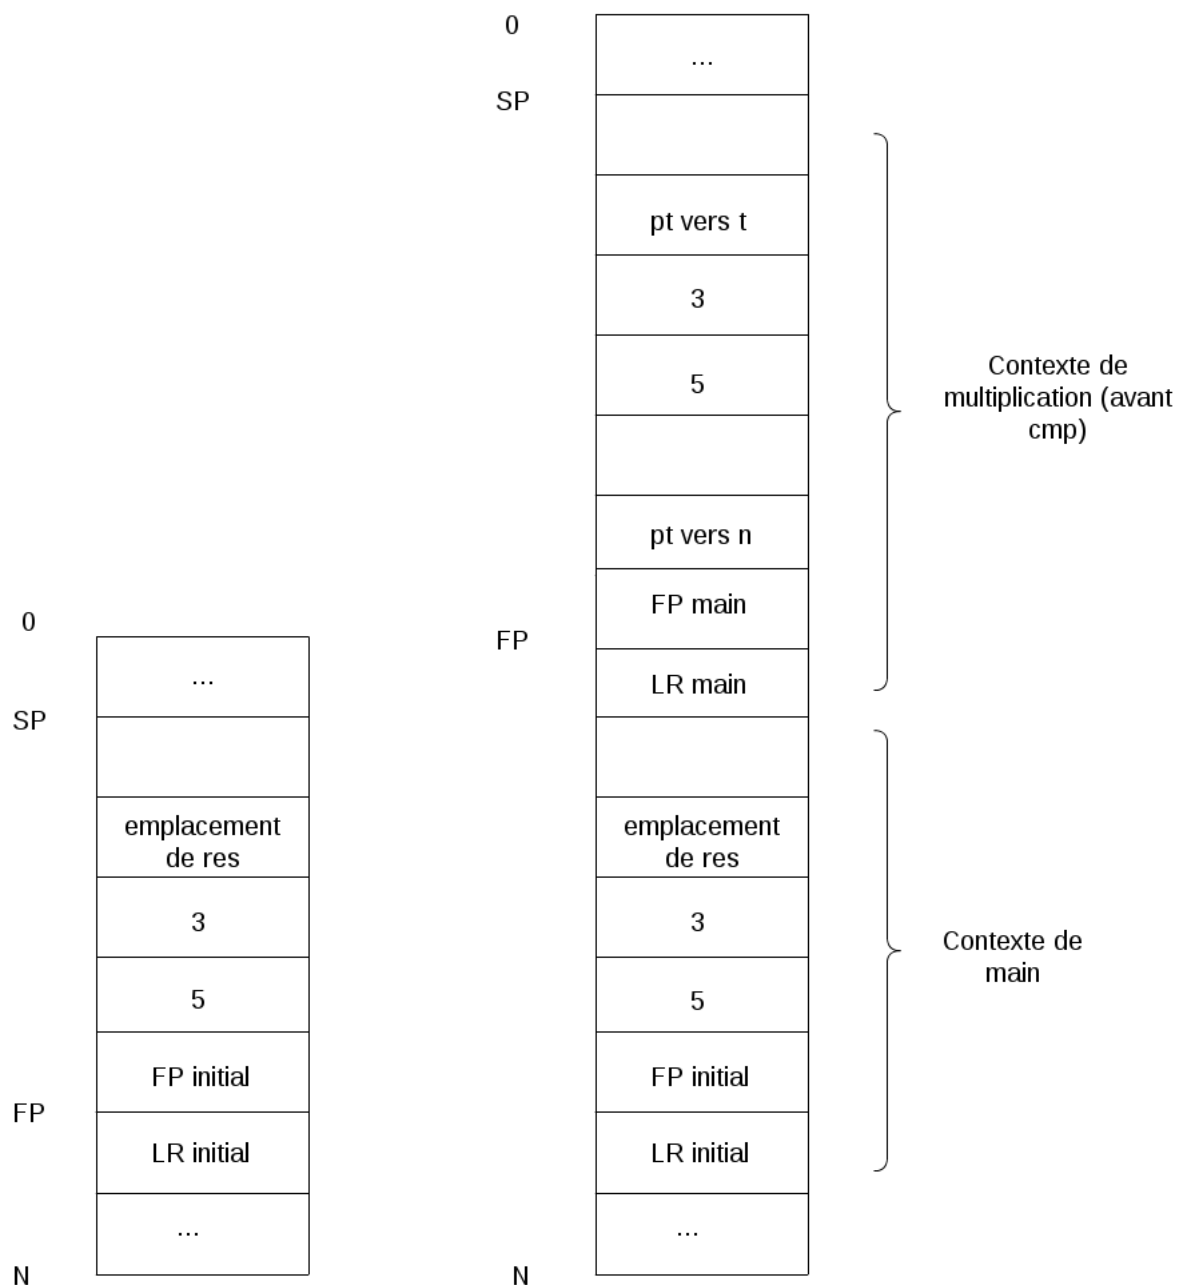 0
...
SP
emplacement
de res
3
5
FP initial
FP
LR initial
...
N
0
...
SP
pt vers t
3
5
pt vers n
FP main
FP
LR main
emplacement
de res
3
5
FP initial
LR initial
...
N
Contexte de
multiplication (avant
cmp)
Contexte de
main